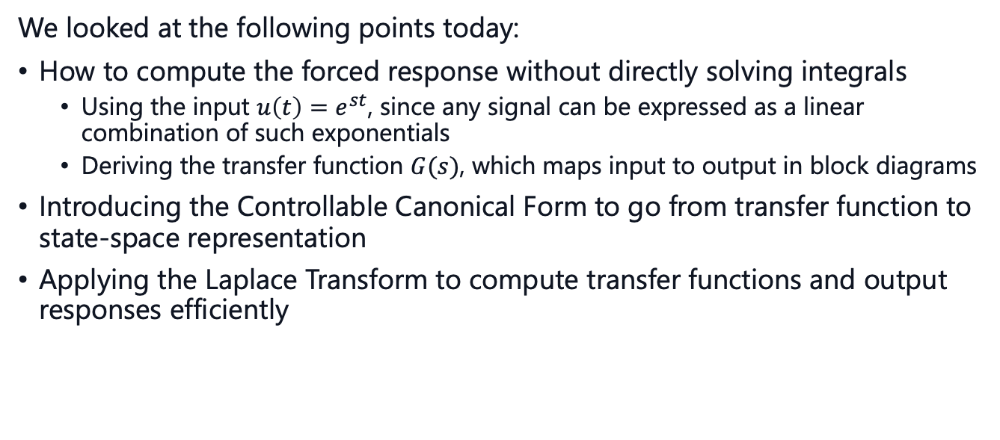 We looked at the following points today:
• How to compute the forced response without directly solving integrals
• Using the input u(t) = e^{st}, since any signal can be expressed as a linear
combination of such exponentials
• Deriving the transfer function G(s), which maps input to output in block diagrams
• Introducing the Controllable Canonical Form to go from transfer function to
state-space representation
• Applying the Laplace Transform to compute transfer functions and output
responses efficiently